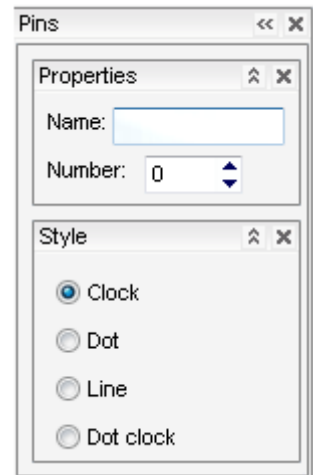 Pins
Properties
Name:
Number: 0
Style
Clock
Dot
Line
Dot clock